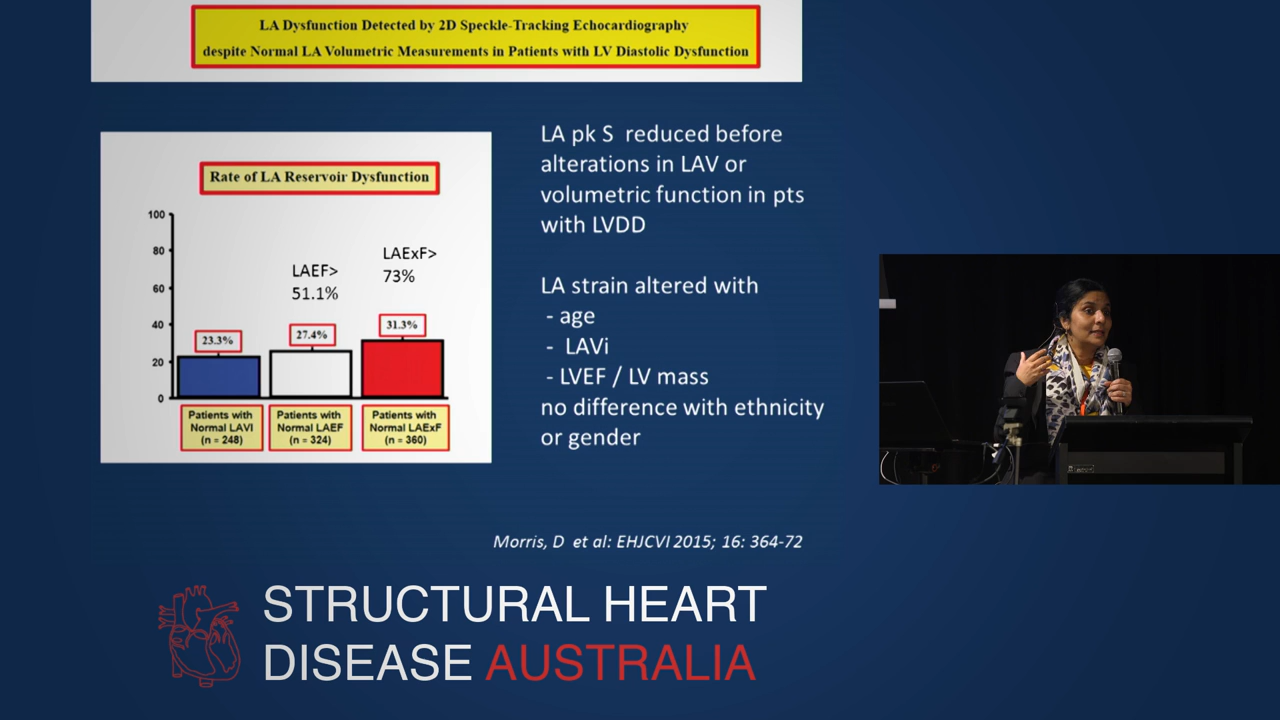 LA Dysfunction Detected by 2D Speckle-Tracking Echocardiography
despite Normal LA Volumetric Measurements in Patients with LV Diastolic Dysfunction
Rate of LA Reservoir Dysfunction
100
80
60
40
20
0
LAEF>
51.1%
LAExF>
73%
23.3%
27.4%
31.3%
Patients with
Normal LAVI
(n = 248)
Patients with
Normal LAEF
(n = 324)
Patients with
Normal LAExF
(n = 360)
LA pk S reduced before
alterations in LAV or
volumetric function in pts
with LVDD
LA strain altered with
- age
- LAVi
- LVEF / LV mass
no difference with ethnicity
or gender
Morris, D et al: EHJCVI 2015; 16: 364-72
STRUCTURAL HEART
DISEASE AUSTRALIA